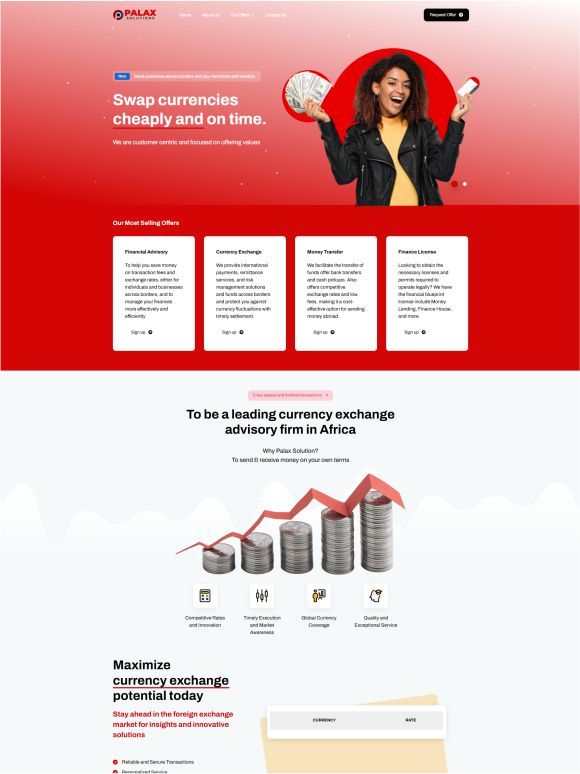 PALAX
SOLUTIONS
Home About Us Our Offers Contact Us
Request Offer
New Send currencies across borders and pay merchants and vendors.
Swap currencies
cheaply and on time.
We are customer centric and focused on offering values
Our Most Selling Offers
Financial Advisory
To help you save money
on transaction fees and
exchange rates, either for
individuals and businesses
across borders, and to
manage your finances
more effectively and
efficiently
Sign up
Currency Exchange
We provide international
payments, remittance
services, and risk
management solutions
and funds across borders
and protect you against
currency fluctuations with
timely settlement.
Sign up
Money Transfer
We facilitate the transfer of
funds offer bank transfers
and cash pickups. Also
offers competitive
exchange rates and low
fees, making it a cost-
effective option for sending
money abroad
Sign up
Finance License
Looking to obtain the
necessary licenses and
permits required to
operate legally? We have
the financial blueprint
license include Money
Lending, Finance House,
and more
Sign up
Enjoy speedy and limitless transactions
To be a leading currency exchange
advisory firm in Africa
Why Palax Solution?
To send & receive money on your own terms
Competitive Rates
and Innovation
Timely Execution
and Market
Awareness
Global Currency
Coverage
Quality and
Exceptional Service
Maximize
currency exchange
potential today
Stay ahead in the foreign exchange
market for insights and innovative
solutions
Reliable and Secure Transactions
Personalized Service
CURRENCY RATE